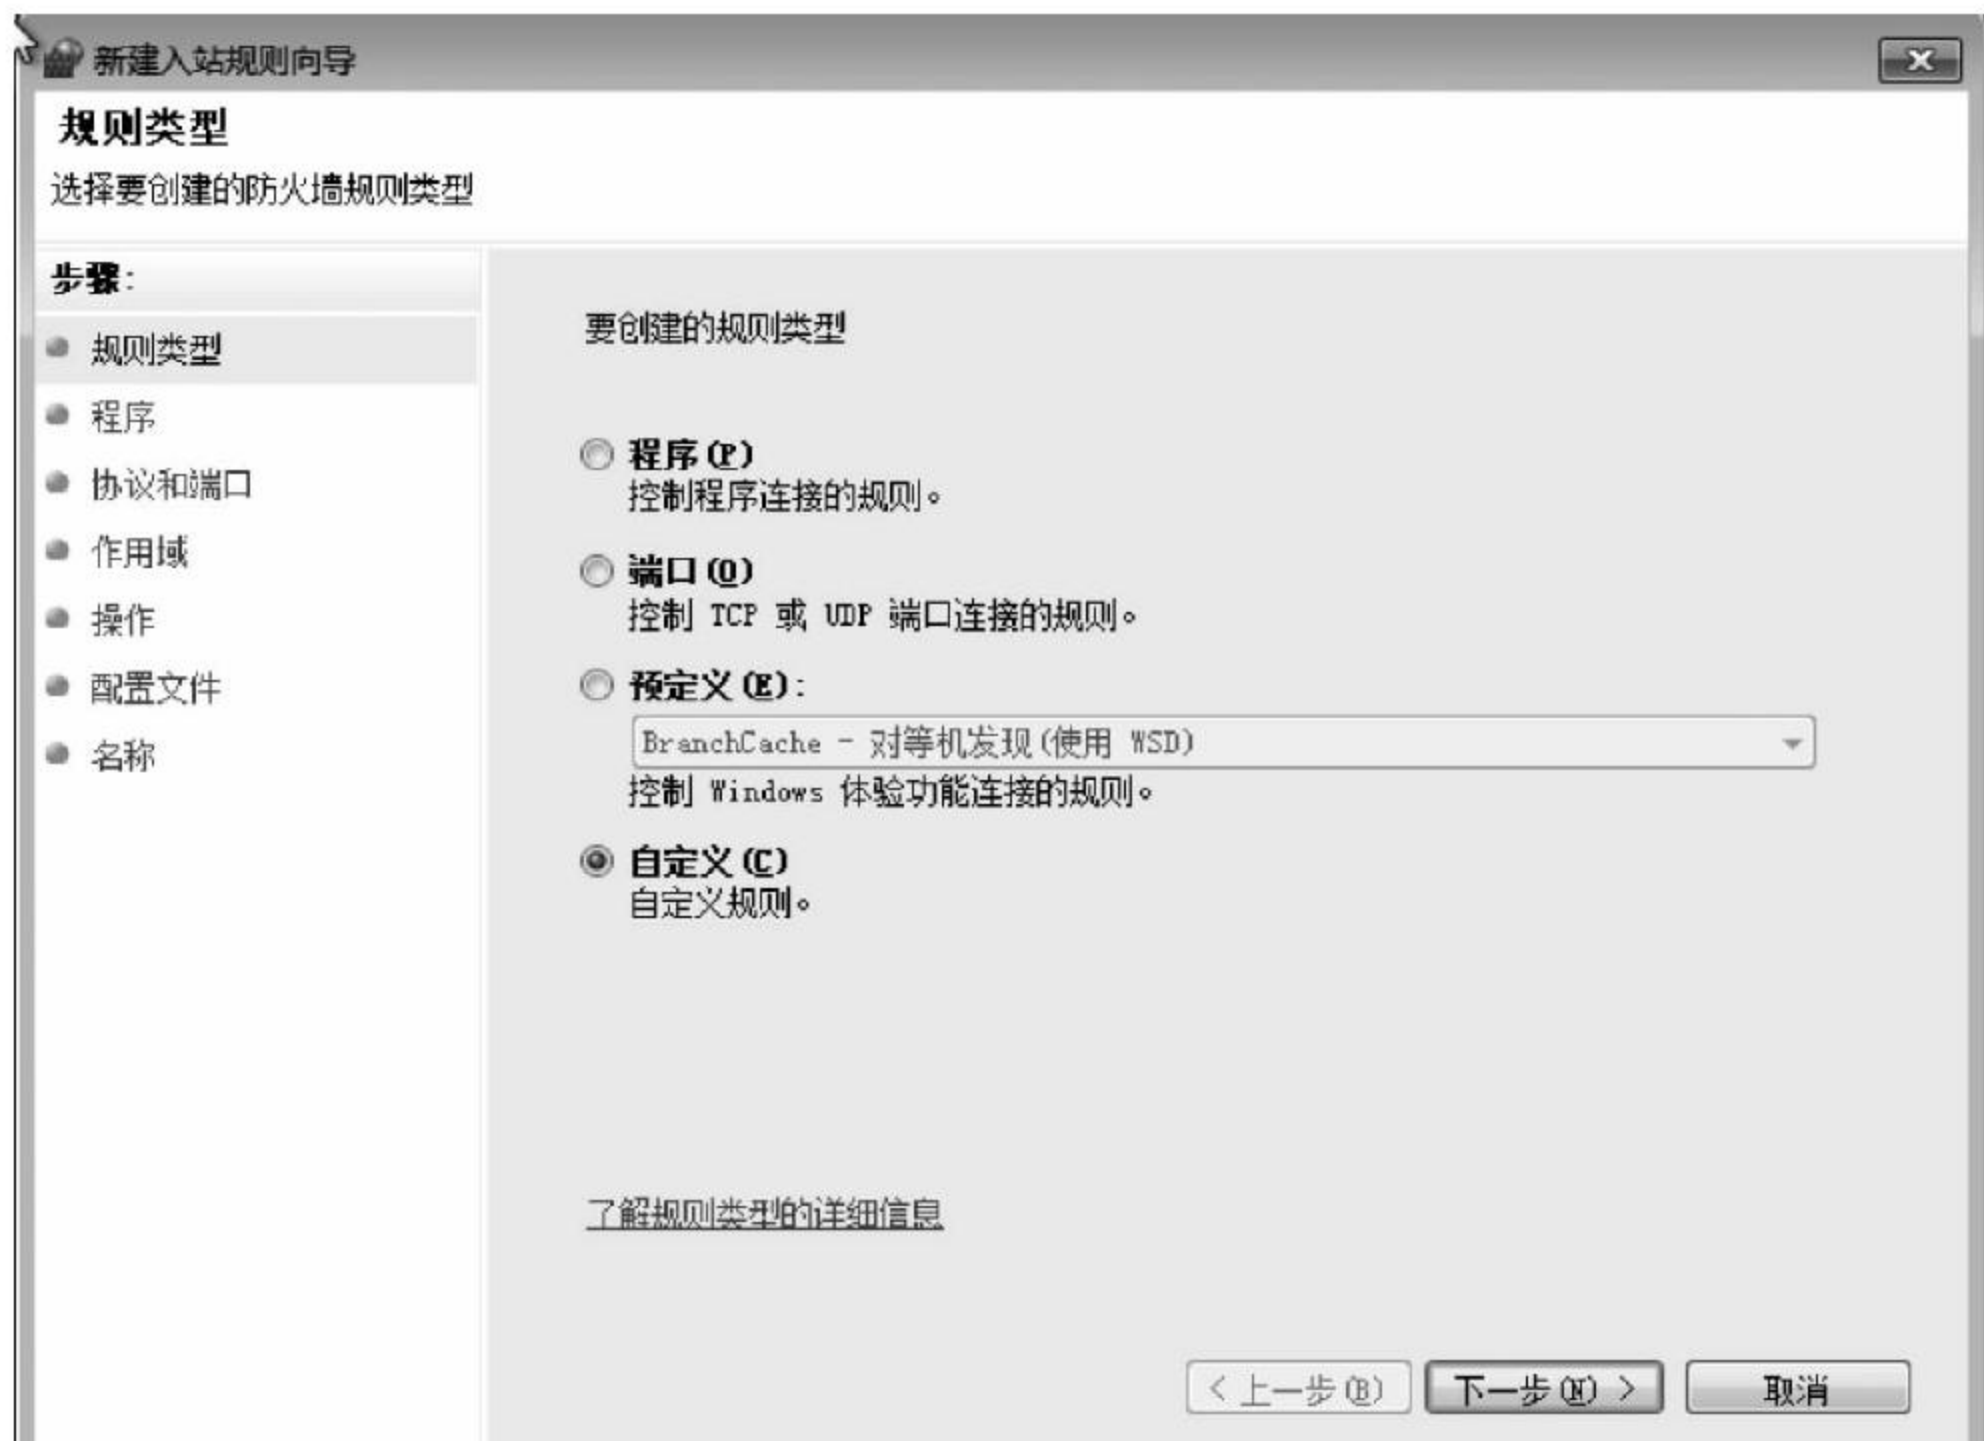 新建入站规则向导
规则类型
选择要创建的防火墙规则类型
步骤:
规则类型
程序
协议和端口
作用域
操作
配置文件
名称
要创建的规则类型
程序(P)
控制程序连接的规则。
端口(O)
控制 TCP 或 UDP 端口连接的规则。
预定义(E):
BranchCache - 对等机发现(使用 WSD)
控制 Windows 体验功能连接的规则。
自定义(C)
自定义规则。
了解规则类型的详细信息
< 上一步(B)
下一步(N) >
取消